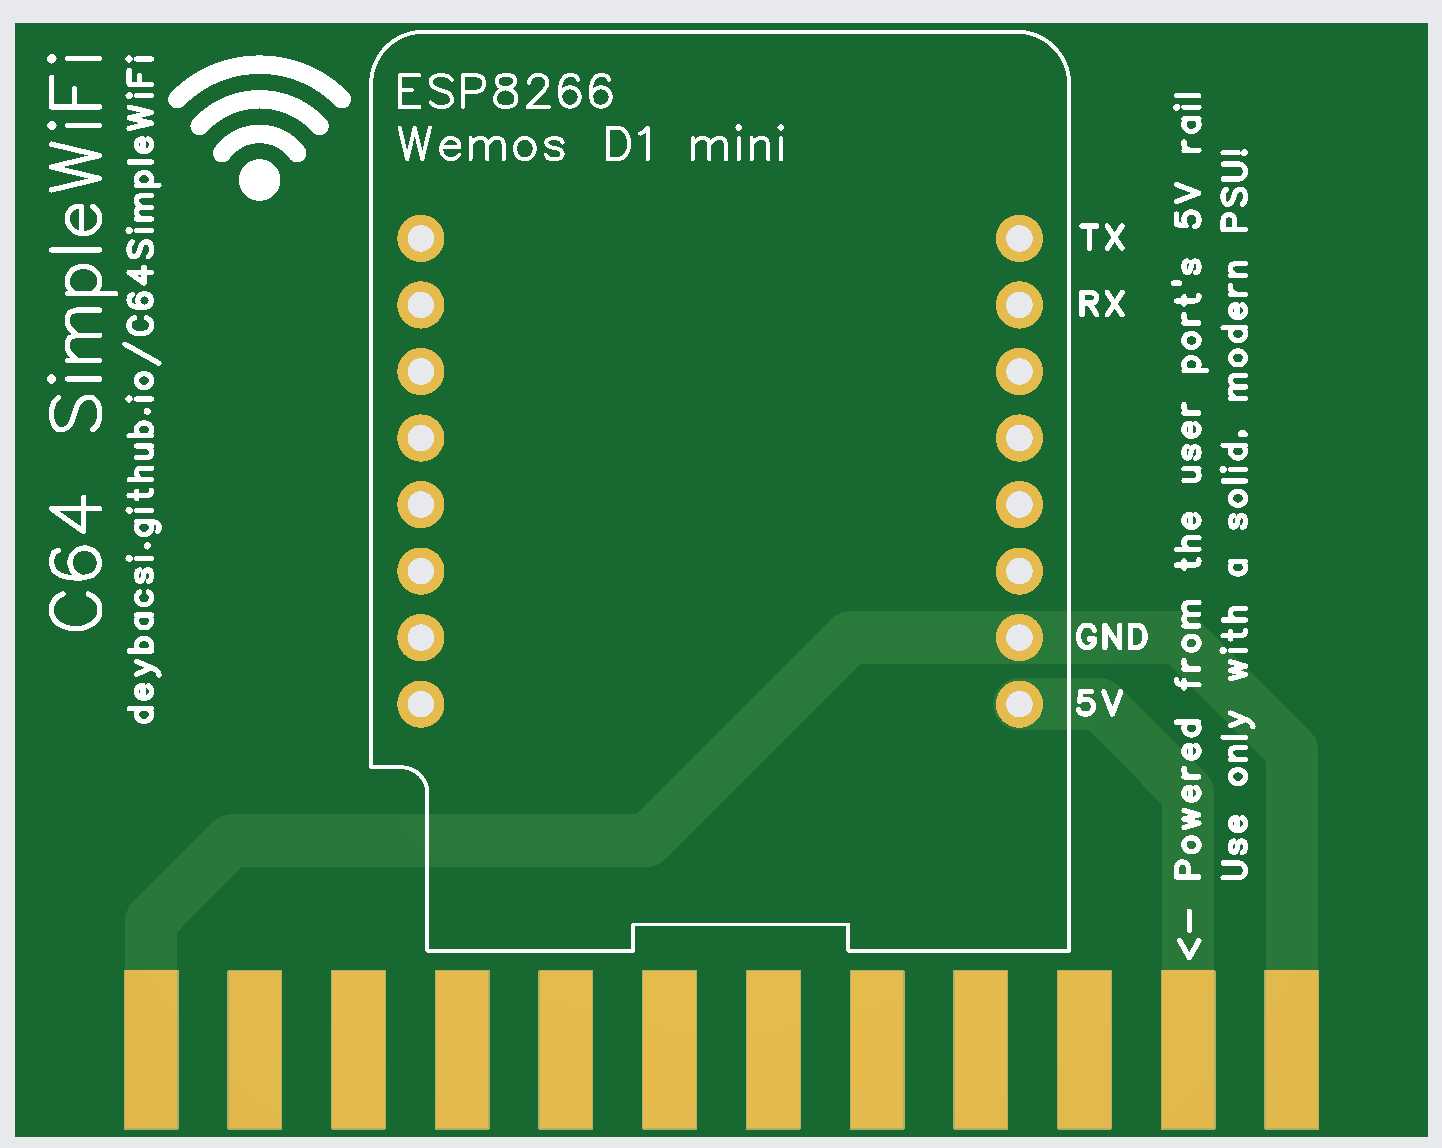 C64 SimpleWiFi
deybacsi.github.io/C64SimpleWiFi
ESP8266
Wemos D1 mini
TX
RX
GND
5V
<- Powered from the user port's 5V rail
Use only with a solid. modern PSU!